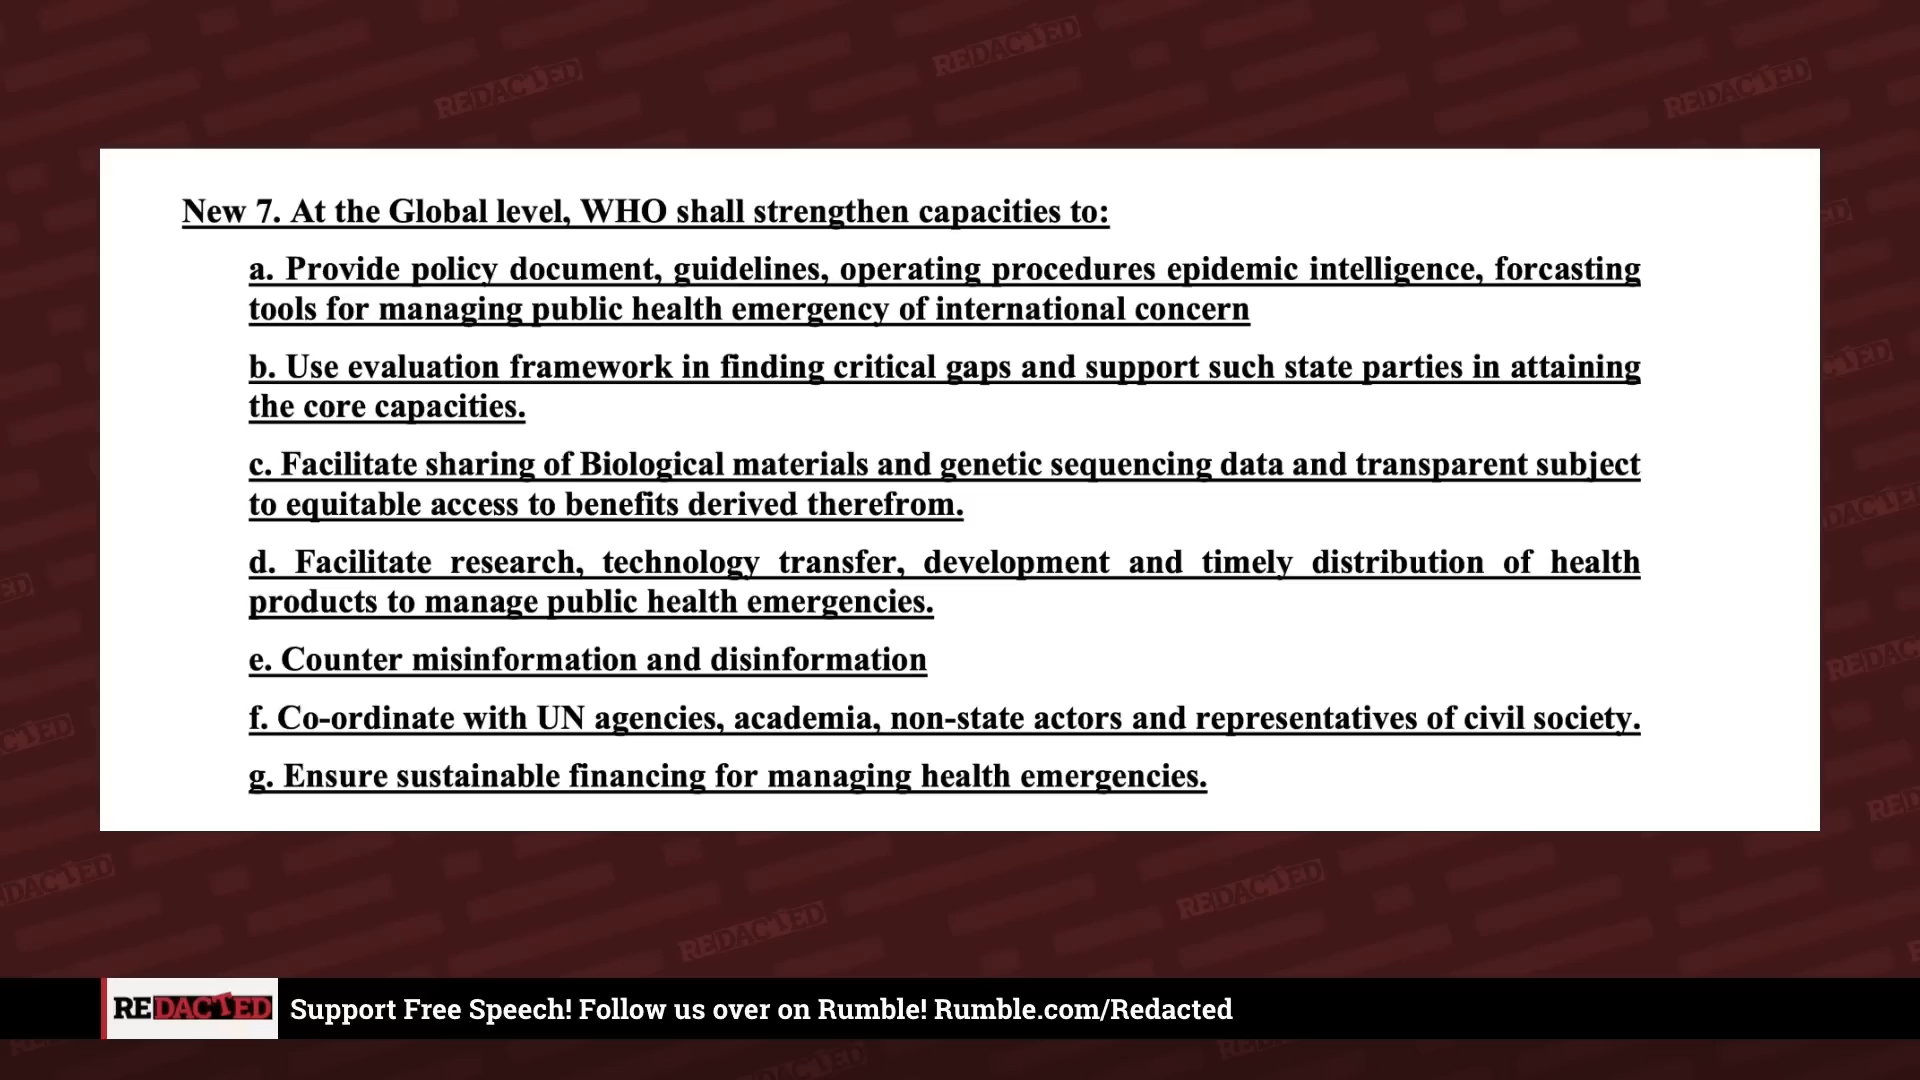 REDACTED
REDACTED
REDACTED
New 7. At the Global level, WHO shall strengthen capacities to:
a. Provide policy document, guidelines, operating procedures epidemic intelligence, forcasting
tools for managing public health emergency of international concern
b. Use evaluation framework in finding critical gaps and support such state parties in attaining
the core capacities.
c. Facilitate sharing of Biological materials and genetic sequencing data and transparent subject
to equitable access to benefits derived therefrom.
d. Facilitate research, technology transfer, development and timely distribution of health
products to manage public health emergencies.
e. Counter misinformation and disinformation
f. Co-ordinate with UN agencies, academia, non-state actors and representatives of civil society.
g. Ensure sustainable financing for managing health emergencies.
REDACTED
REDACTED
REDACTED Support Free Speech! Follow us over on Rumble! Rumble.com/Redacted